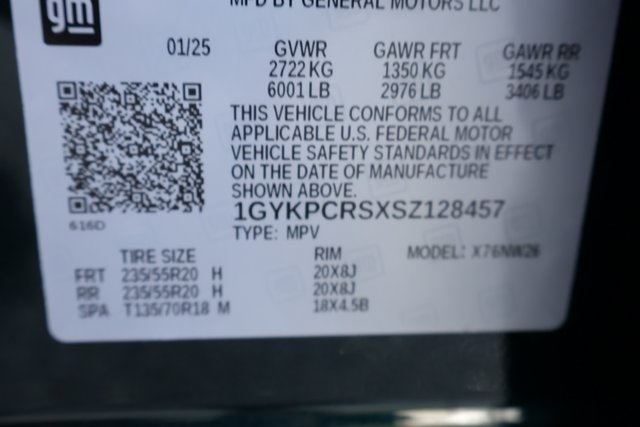 MFD BY GENERAL MOTORS LLC
gm
01/25 GVWR GAWR FRT GAWR RR
2722 KG 1350 KG 1545 KG
6001 LB 2976 LB 3406 LB
THIS VEHICLE CONFORMS TO ALL
APPLICABLE U.S. FEDERAL MOTOR
VEHICLE SAFETY STANDARDS IN EFFECT
ON THE DATE OF MANUFACTURE
SHOWN ABOVE.
1GYKPCRSXSZ128457
616D
TYPE: MPV
TIRE SIZE RIM MODEL: X76NW26
FRT 235/55R20 H 20X8J
RR 235/55R20 H 20X8J
SPA T135/70R18 M 18X4.5B